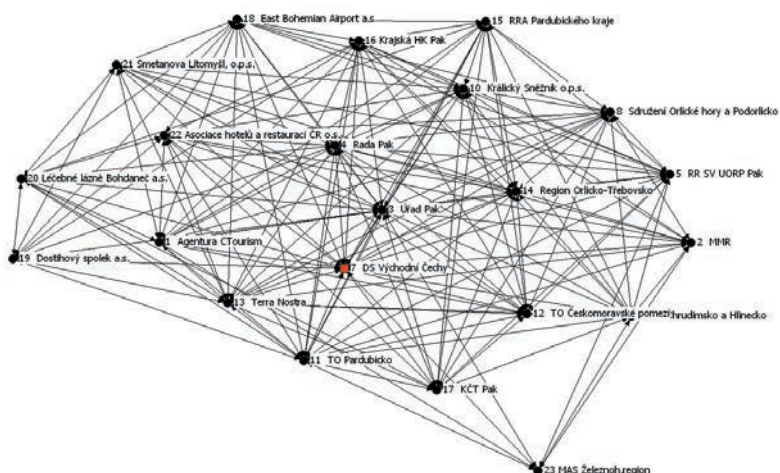 18 East Bohemian Airport a.s
15 RRA Pardubického kraje
16 Krajská HK Pak
21 Smetanova Litomyšl, o.p.s.
10 Králický Sněžník o.p.s.
8 Sdružení Orlické hory a Podorlicko
22 Asociace hotelů a restaurací ČR o.s.
4 Rada Pak
5 RR SV UORP Pak
20 Léčebné lázně Bohdaneč a.s.
14 Region Orlicko-Třebovsko
3 Úřad Pak
1 Agentura CTourism
2 MMR
19 Dostihový spolek a.s.
7 DS Východní Čechy
13 Terra Nostra
12 TO Českomoravské pomezí
hrudimsko a Hlinecko
11 TO Pardubicko
17 KČT Pak
23 MAS Železnoh.region